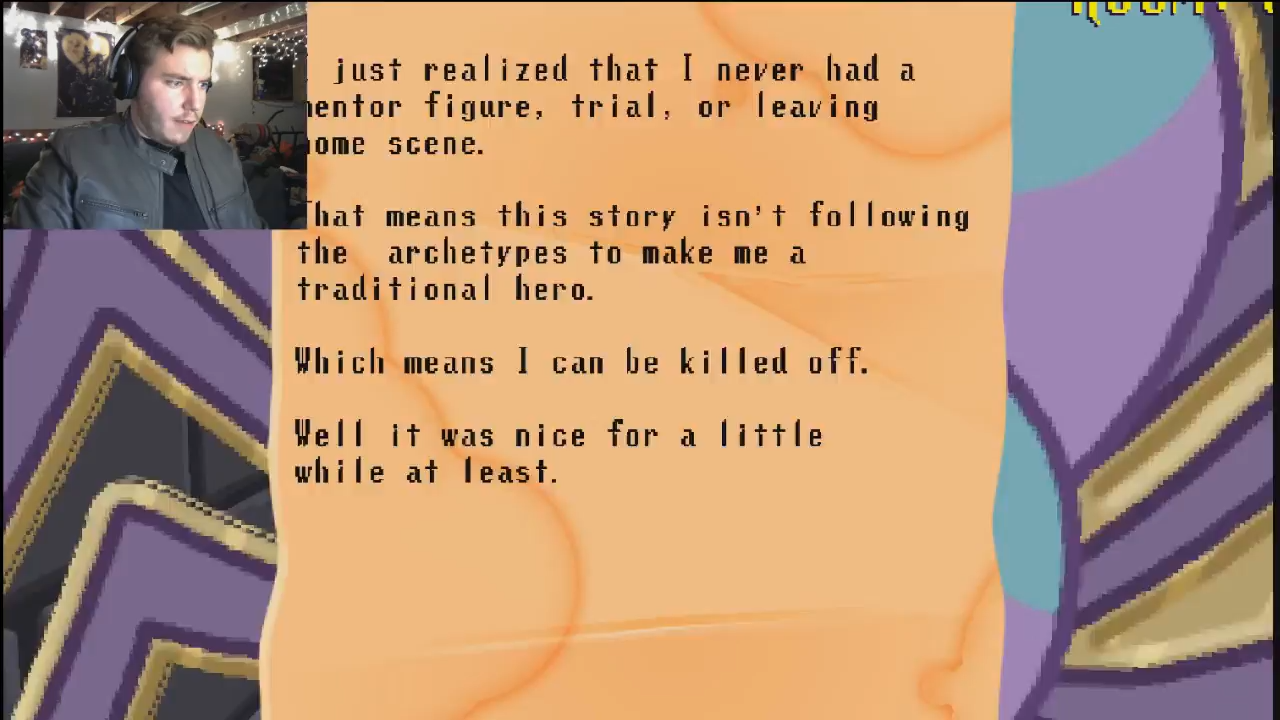 just realized that I never had a
mentor figure, trial, or leaving
home scene.
That means this story isn't following
the archetypes to make me a
traditional hero.
Which means I can be killed off.
Well it was nice for a little
while at least.